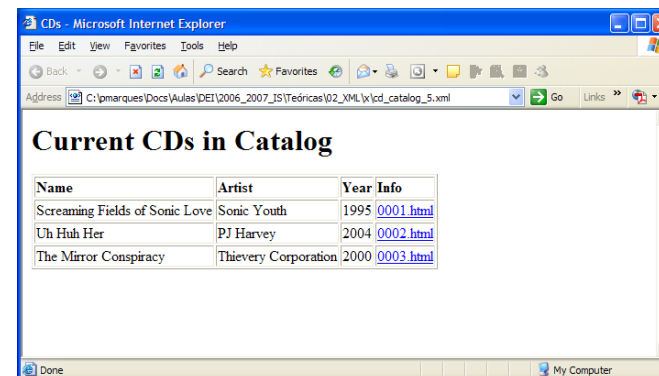 CDs - Microsoft Internet Explorer
File Edit View Favorites Tools Help
Back Search Favorites
Address C:\pmarques\Docs\Aulas\DEI\2006_2007_IS\Teóricas\02_XML\x\cd_catalog_5.xml Go Links »
Current CDs in Catalog
Name Artist Year Info
Screaming Fields of Sonic Love Sonic Youth 1995 0001.html
Uh Huh Her PJ Harvey 2004 0002.html
The Mirror Conspiracy Thievery Corporation 2000 0003.html
Done My Computer